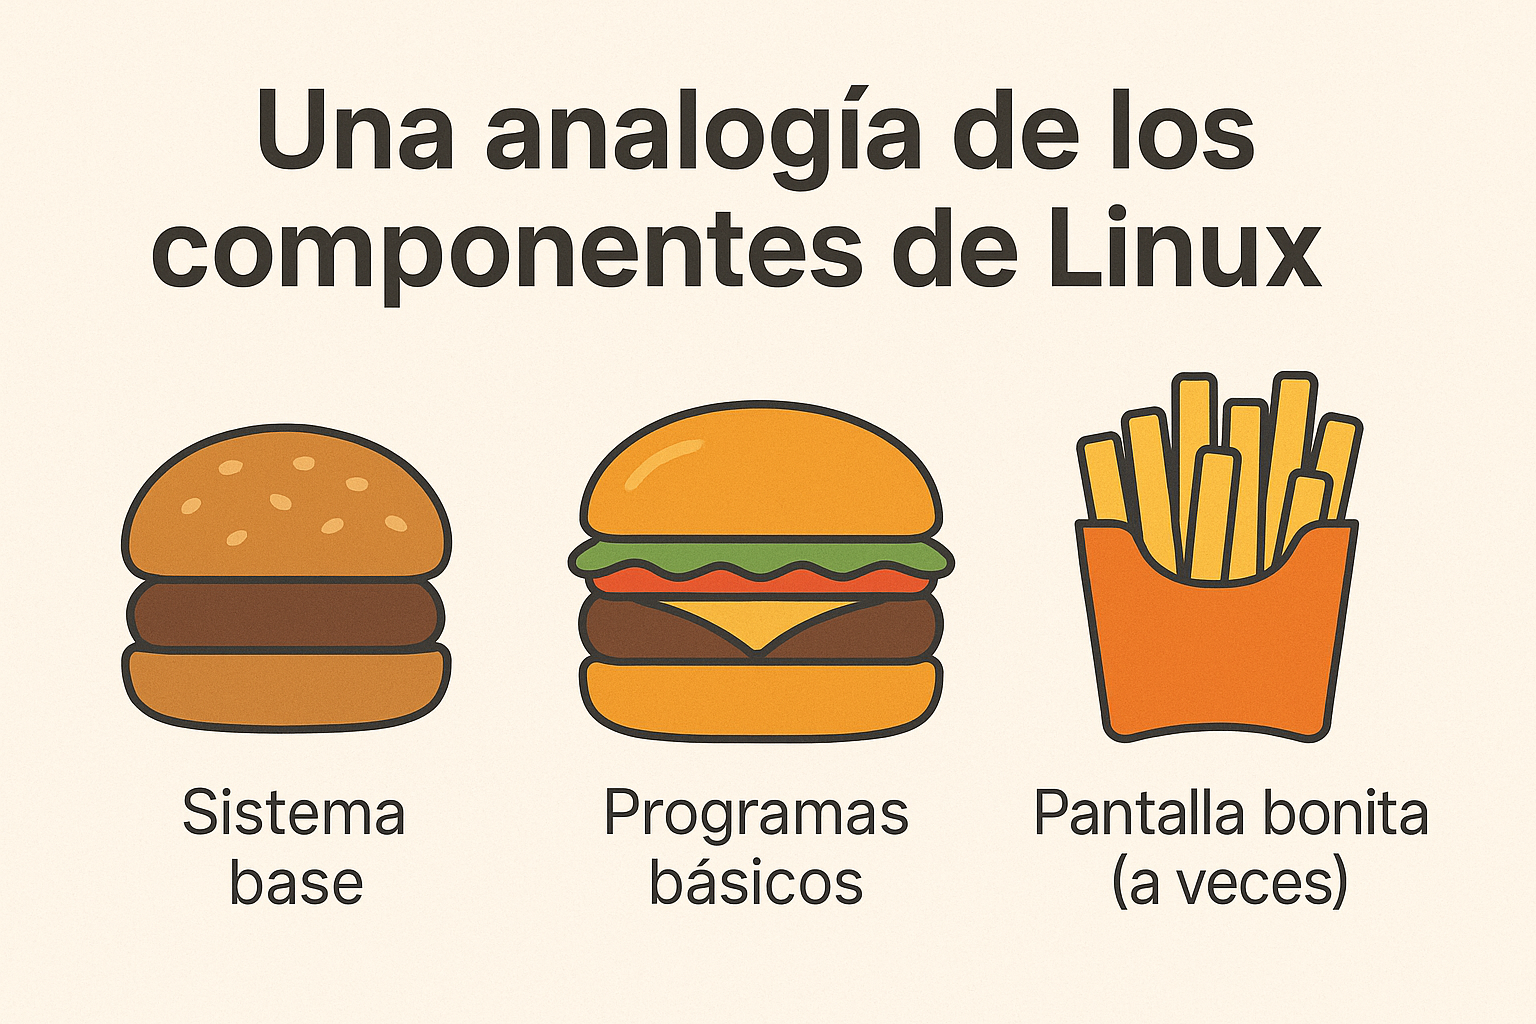 Una analogía de los
componentes de Linux
Sistema
base
Programas
básicos
Pantalla bonita
(a veces)